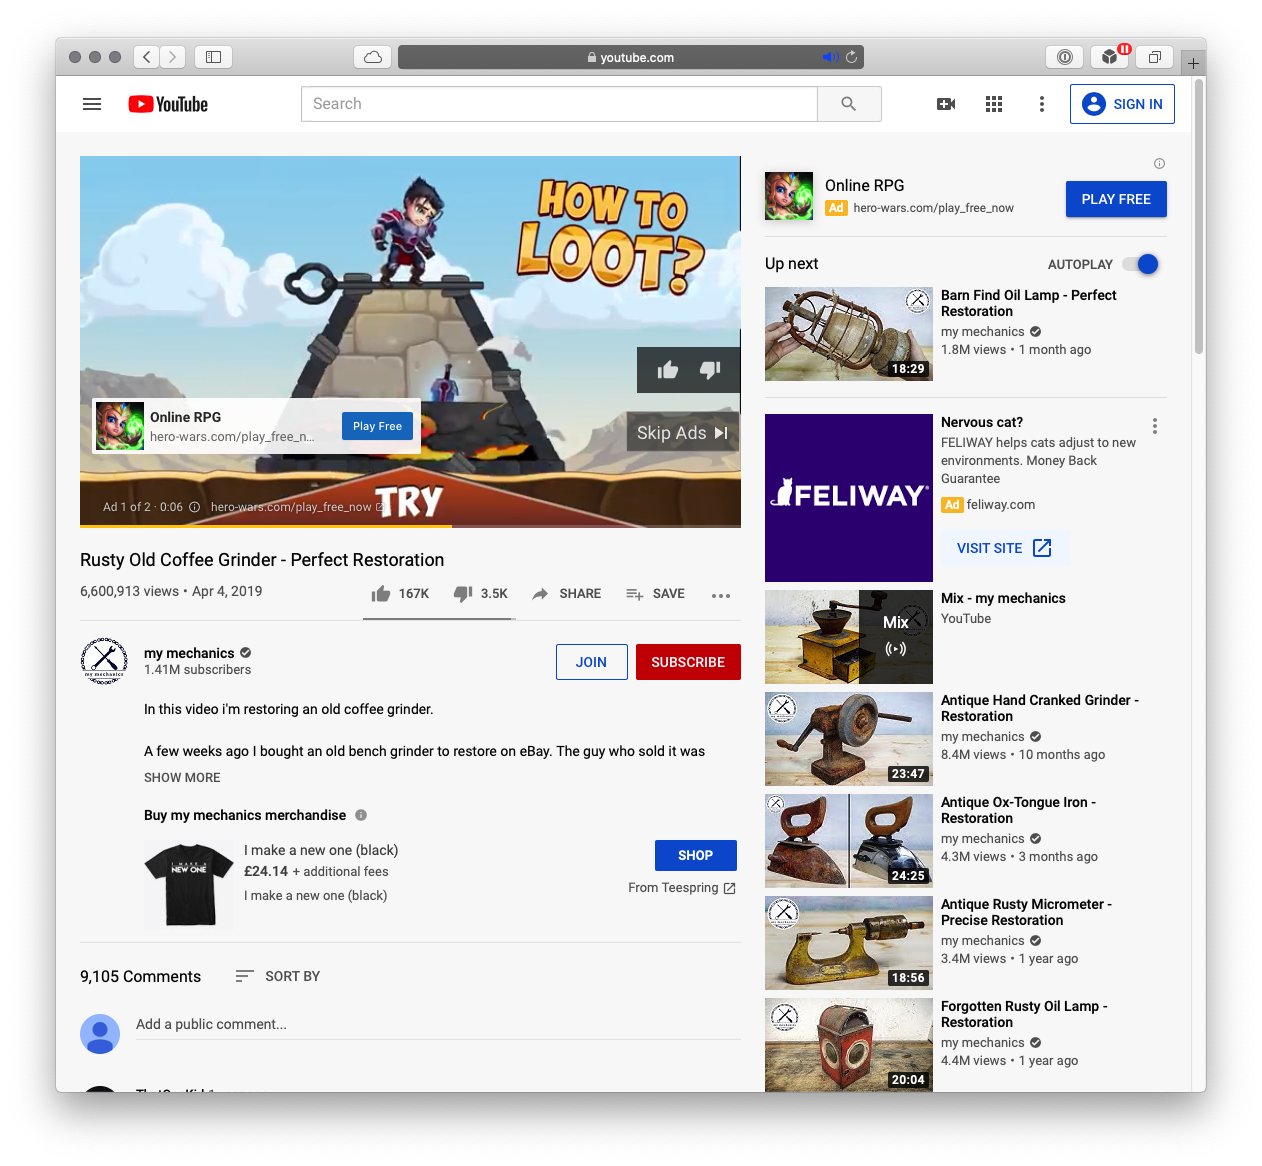 youtube.com
YouTube
Search
SIGN IN
HOW TO
LOOT?
Online RPG
hero-wars.com/play_free_n...
Play Free
Skip Ads
TRY
Ad 1 of 2 · 0:06
hero-wars.com/play_free_now
Rusty Old Coffee Grinder - Perfect Restoration
6,600,913 views • Apr 4, 2019
167K
3.5K
SHARE
SAVE
my mechanics
1.41M subscribers
JOIN
SUBSCRIBE
In this video i'm restoring an old coffee grinder.
A few weeks ago I bought an old bench grinder to restore on eBay. The guy who sold it was
SHOW MORE
Buy my mechanics merchandise
I MAKE A
NEW ONE
I make a new one (black)
£24.14 + additional fees
I make a new one (black)
SHOP
From Teespring
9,105 Comments
SORT BY
Add a public comment...
Online RPG
Ad hero-wars.com/play_free_now
PLAY FREE
Up next
AUTOPLAY
18:29
Barn Find Oil Lamp - Perfect
Restoration
my mechanics
1.8M views • 1 month ago
FELIWAY
Nervous cat?
FELIWAY helps cats adjust to new
environments. Money Back
Guarantee
Ad feliway.com
VISIT SITE
Mix
Mix - my mechanics
YouTube
23:47
Antique Hand Cranked Grinder -
Restoration
my mechanics
8.4M views • 10 months ago
24:25
Antique Ox-Tongue Iron -
Restoration
my mechanics
4.3M views • 3 months ago
18:56
Antique Rusty Micrometer -
Precise Restoration
my mechanics
3.4M views • 1 year ago
20:04
Forgotten Rusty Oil Lamp -
Restoration
my mechanics
4.4M views • 1 year ago